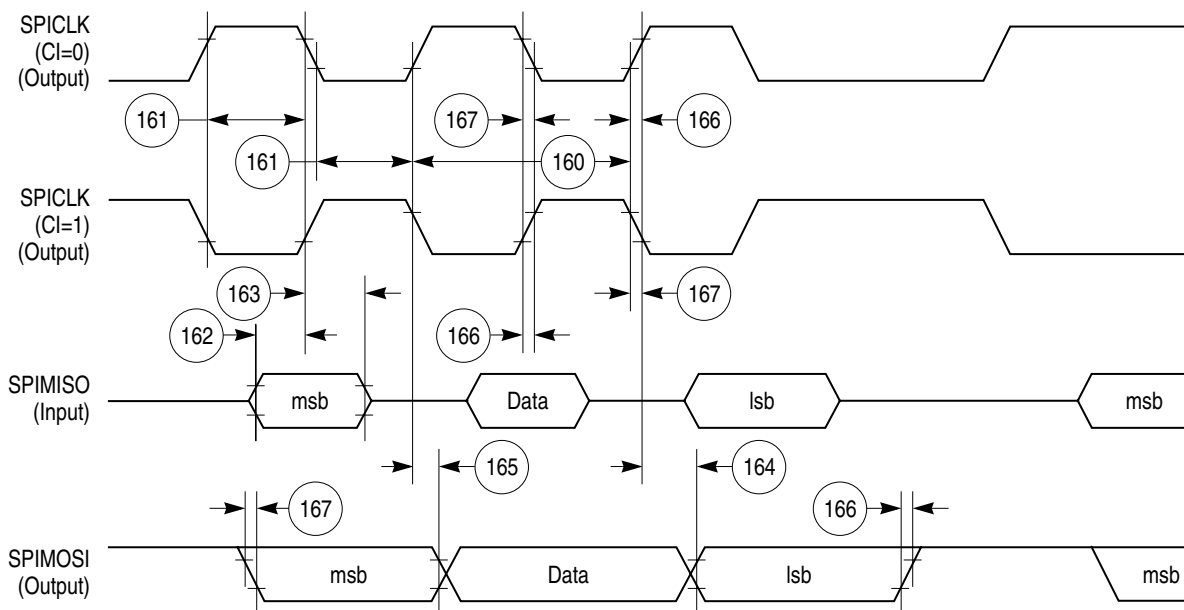 SPICLK
(CI=0)
(Output)
161
167
166
161
160
SPICLK
(CI=1)
(Output)
163
167
162
166
SPIMISO
(Input)
msb
Data
lsb
msb
165
164
167
166
SPIMOSI
(Output)
msb
Data
lsb
msb